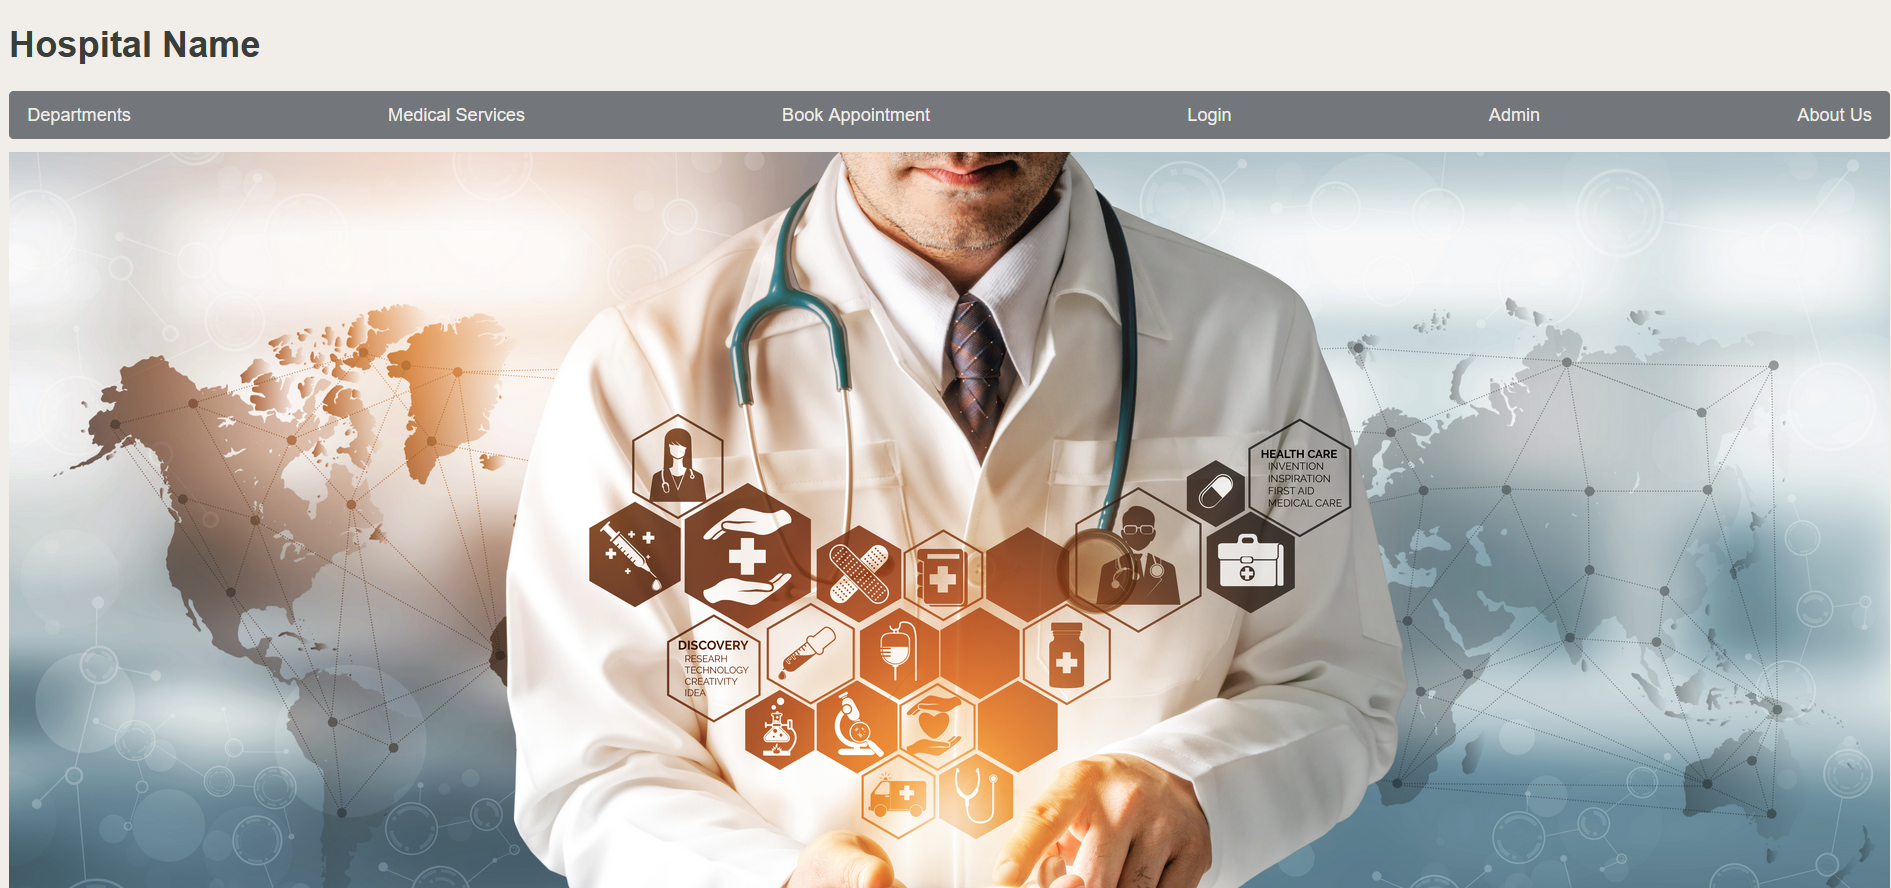 Hospital Name
Departments Medical Services Book Appointment Login Admin About Us
HEALTH CARE
INVENTION
INSPIRATION
FIRST AID
MEDICAL CARE
DISCOVERY
RESEARH
TECHNOLOGY
CREATIVITY
IDEA